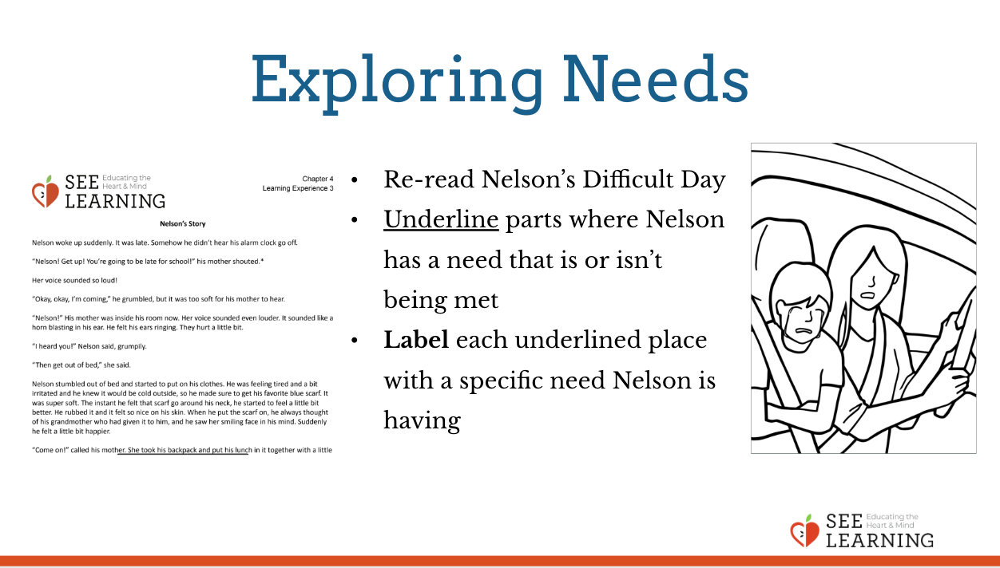 Exploring Needs
SEE Educating the
Heart & Mind
LEARNING
Chapter 4
Learning Experience 3
Nelson’s Story
Nelson woke up suddenly. It was late. Somehow he didn’t hear his alarm clock go off.
“Nelson! Get up! You’re going to be late for school!” his mother shouted.*
Her voice sounded so loud!
“Okay, okay, I’m coming,” he grumbled, but it was too soft for his mother to hear.
“Nelson!” His mother was inside his room now. Her voice sounded even louder. It sounded like a
horn blasting in his ear. He felt his ears ringing. They hurt a little bit.
“I heard you!” Nelson said, grumpily.
“Then get out of bed,” she said.
Nelson stumbled out of bed and started to put on his clothes. He was feeling tired and a bit
irritated and he knew it would be cold outside, so he made sure to get his favorite blue scarf. It
was super soft. The instant he felt that scarf go around his neck, he started to feel a little bit
better. He rubbed it and it felt so nice on his skin. When he put the scarf on, he always thought
of his grandmother who had given it to him, and he saw her smiling face in his mind. Suddenly
he felt a little bit happier.
“Come on!” called his mother. She took his backpack and put his lunch in it together with a little
• Re-read Nelson’s Difficult Day
• Underline parts where Nelson
has a need that is or isn’t
being met
• Label each underlined place
with a specific need Nelson is
having
SEE Educating the
Heart & Mind
LEARNING